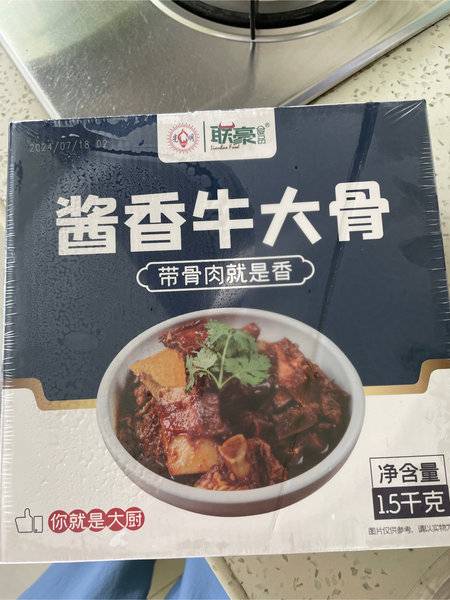 联豪食品®
Lianhao Food
2024/07/18 02
酱香牛大骨
带骨肉就是香
净含量
1.5千克
你就是大厨
图片仅供参考，请以实物